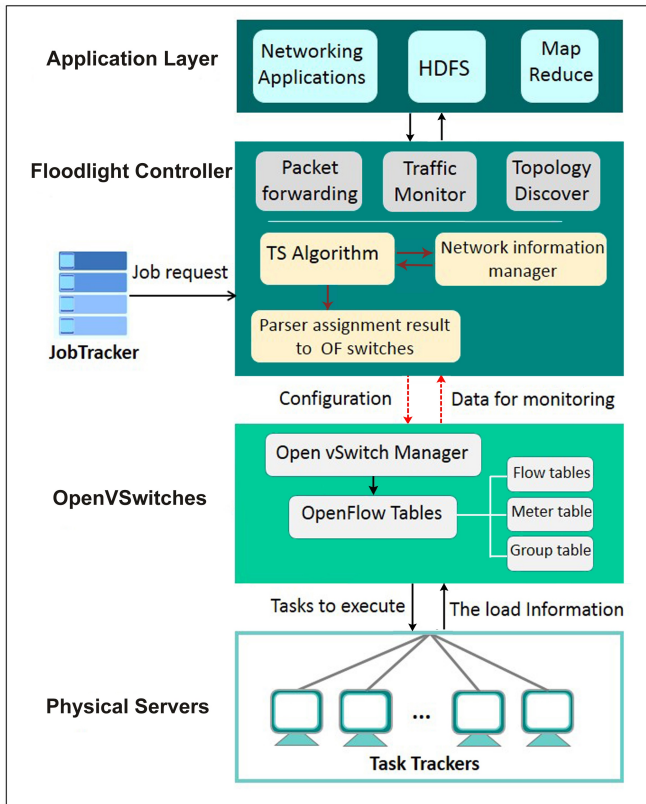 Application Layer
Networking
Applications
HDFS
Map
Reduce
Floodlight Controller
Packet
forwarding
Traffic
Monitor
Topology
Discover
TS Algorithm
Network information
manager
Job request
JobTracker
Parser assignment result
to OF switches
Configuration
Data for monitoring
OpenVSwitches
Open vSwitch Manager
OpenFlow Tables
Flow tables
Meter table
Group table
Tasks to execute
The load Information
Physical Servers
...
Task Trackers